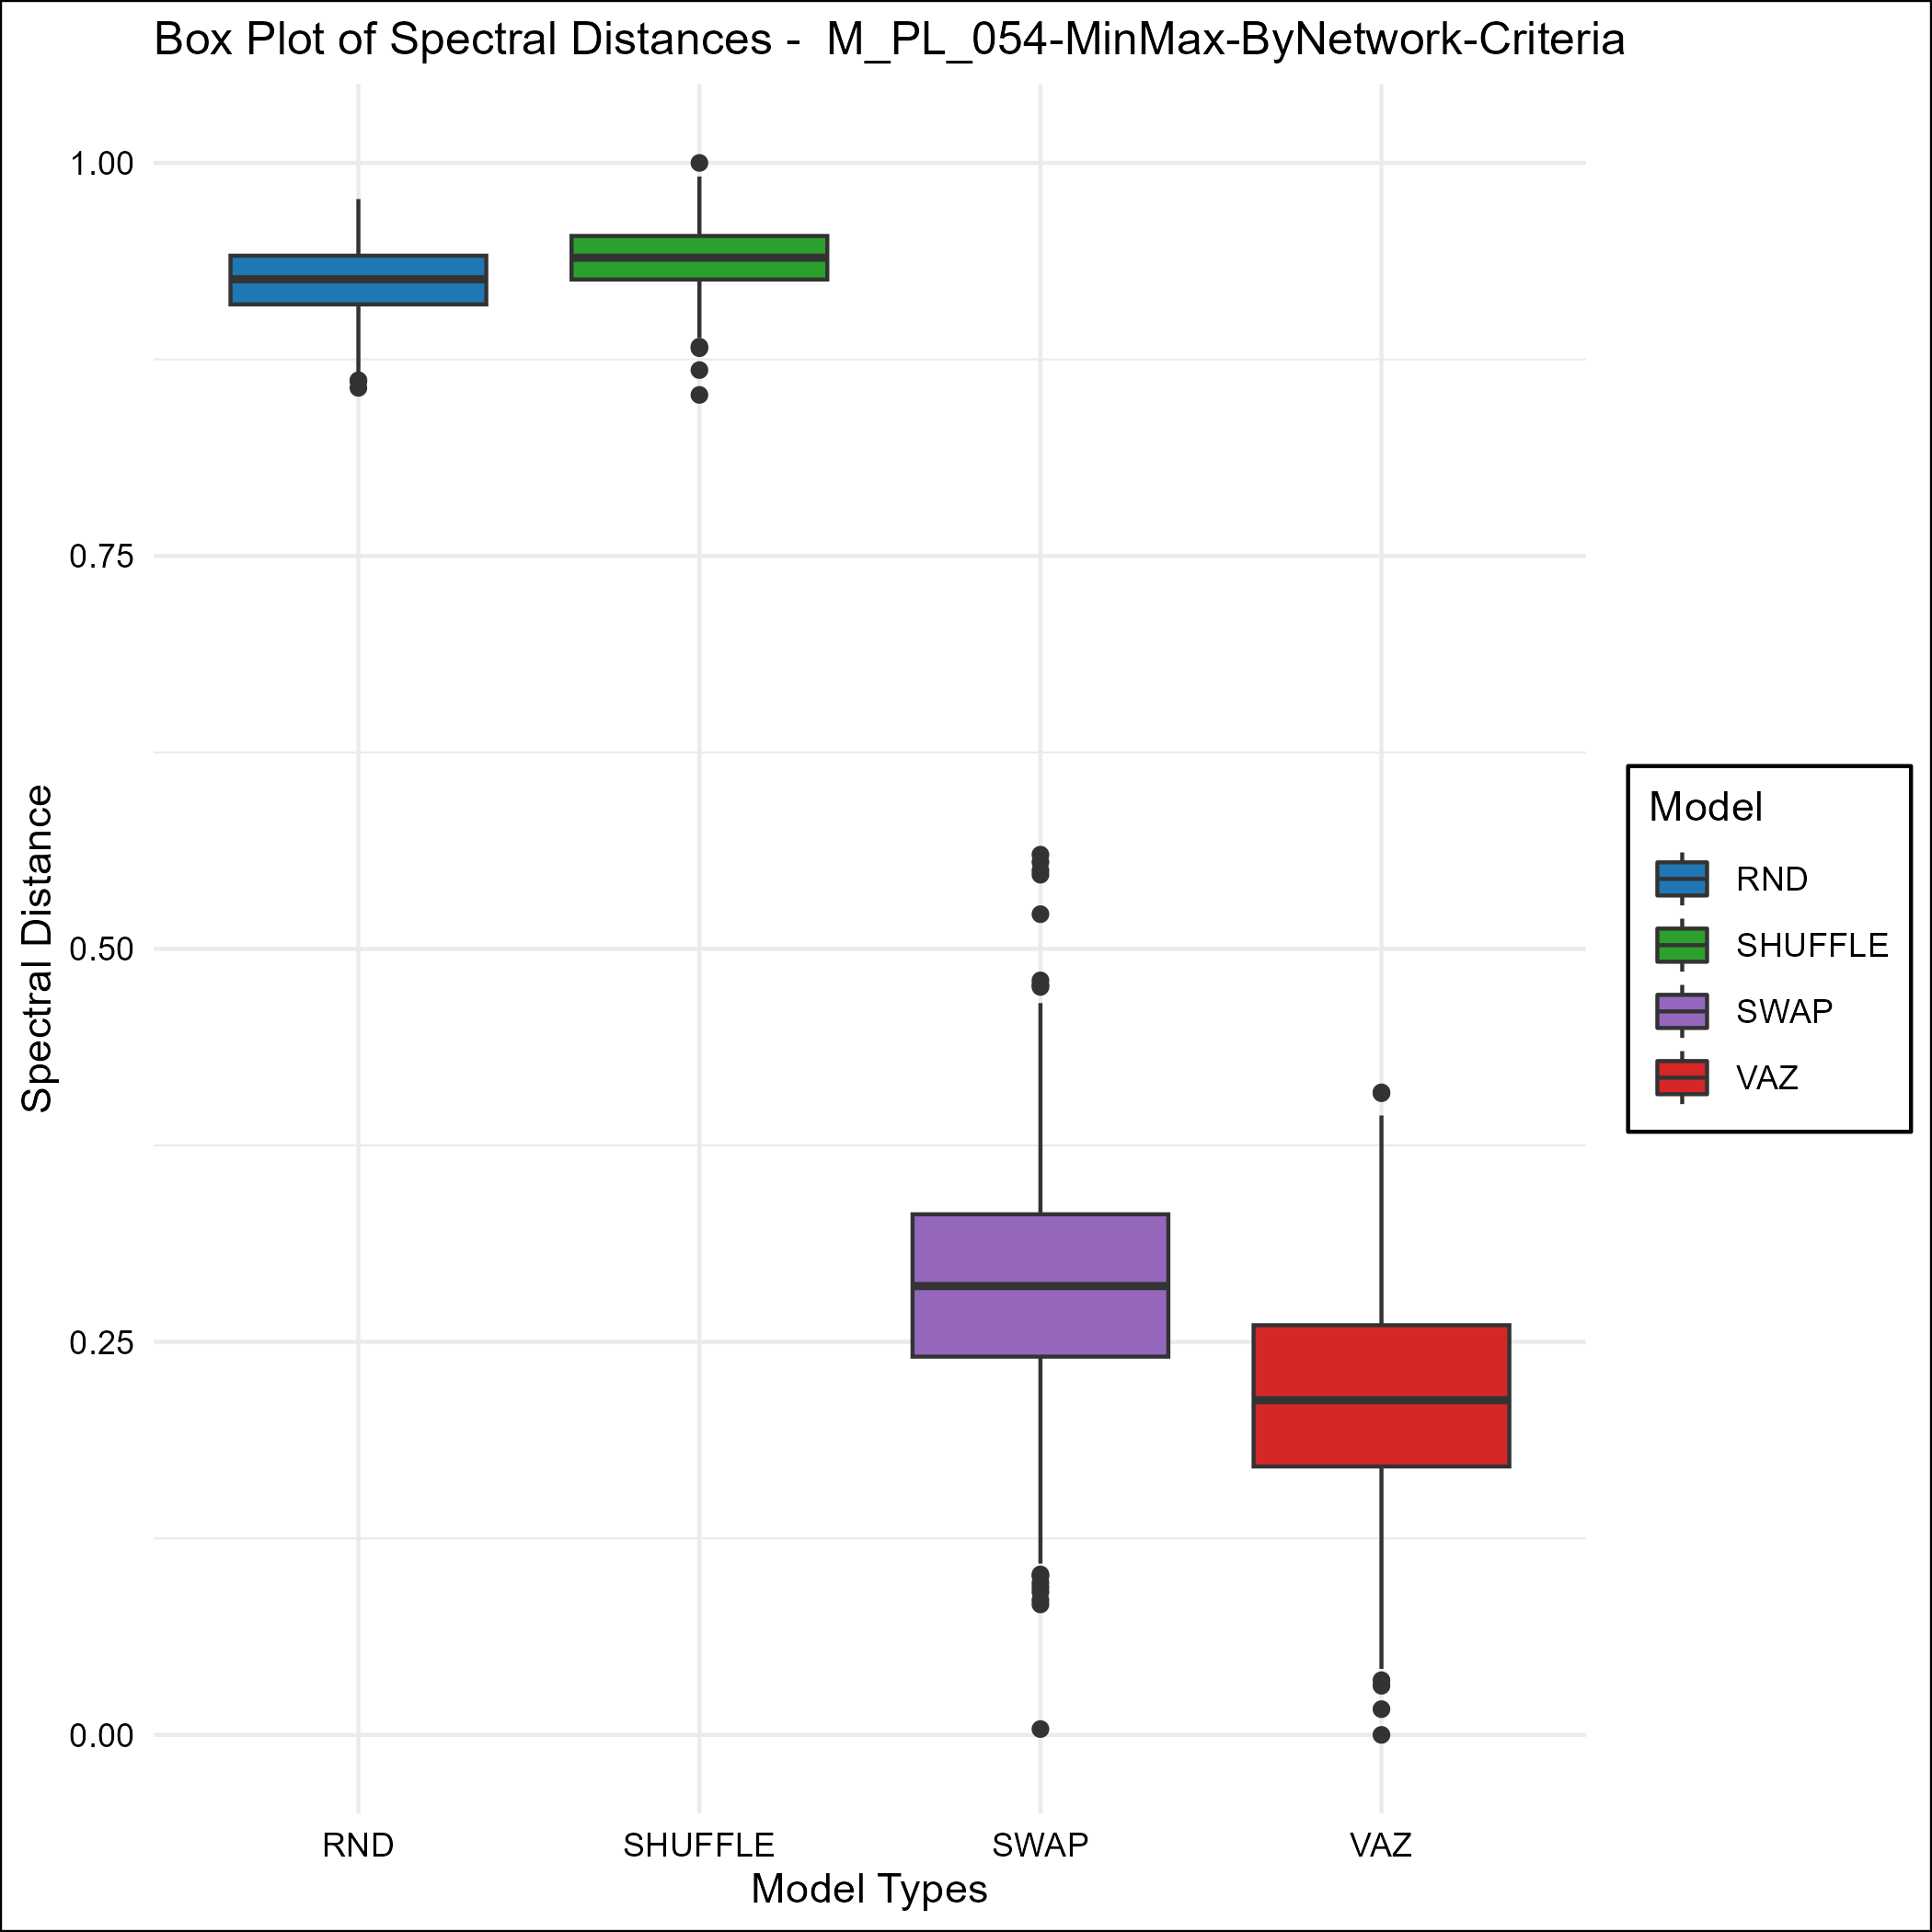 Box Plot of Spectral Distances -  M_PL_054-MinMax-ByNetwork-Criteria
1.00
0.75
0.50
0.25
0.00
Spectral Distance
RND
SHUFFLE
SWAP
VAZ
Model Types
Model
RND
SHUFFLE
SWAP
VAZ